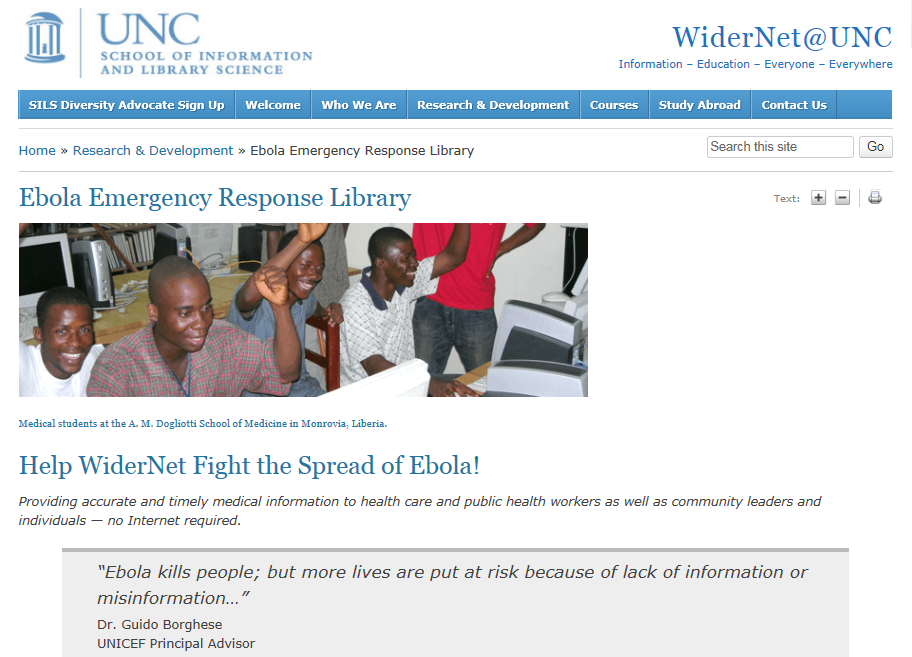 UNC
SCHOOL OF INFORMATION
AND LIBRARY SCIENCE
WiderNet@UNC
Information – Education – Everyone – Everywhere
SILS Diversity Advocate Sign Up Welcome Who We Are Research & Development Courses Study Abroad Contact Us
Home » Research & Development » Ebola Emergency Response Library
Search this site Go
Ebola Emergency Response Library
Text: + −
Medical students at the A. M. Dogliotti School of Medicine in Monrovia, Liberia.
Help WiderNet Fight the Spread of Ebola!
Providing accurate and timely medical information to health care and public health workers as well as community leaders and
individuals — no Internet required.
“Ebola kills people; but more lives are put at risk because of lack of information or
misinformation…”
Dr. Guido Borghese
UNICEF Principal Advisor